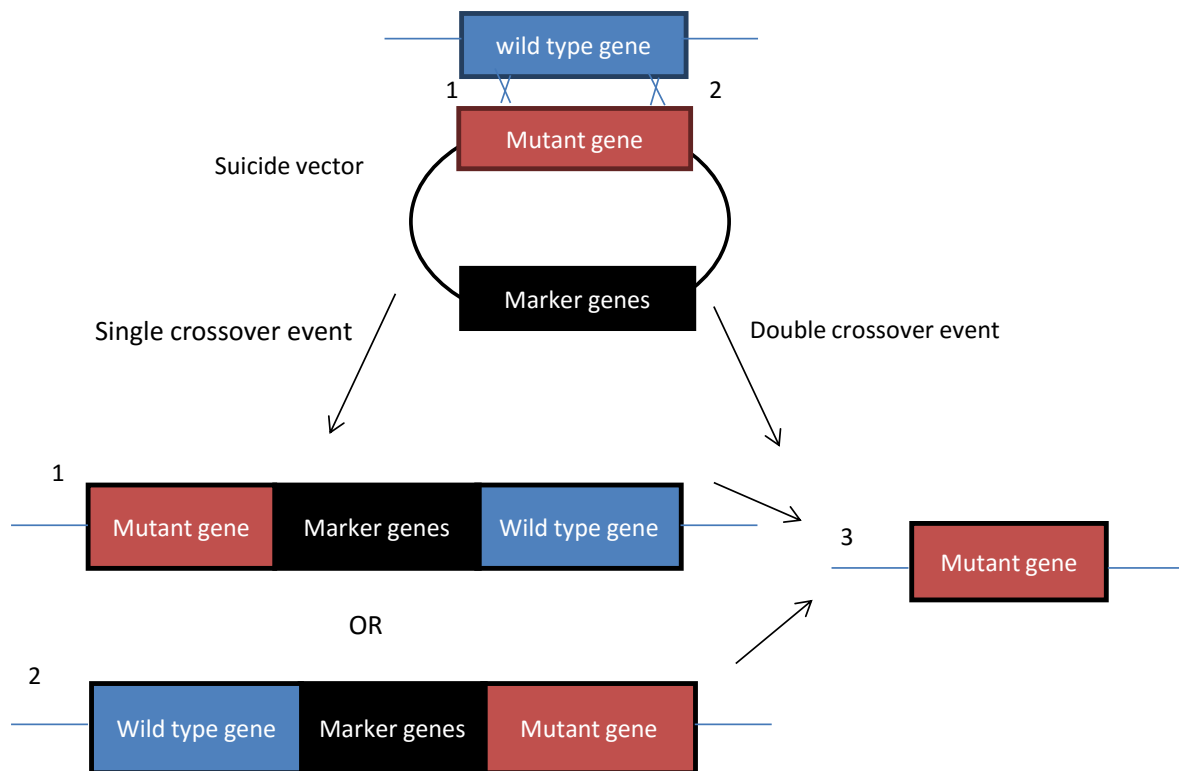 wild type gene
1
2
Mutant gene
Suicide vector
Marker genes
Single crossover event
Double crossover event
1
Mutant gene
Marker genes
Wild type gene
3
Mutant gene
OR
2
Wild type gene
Marker genes
Mutant gene